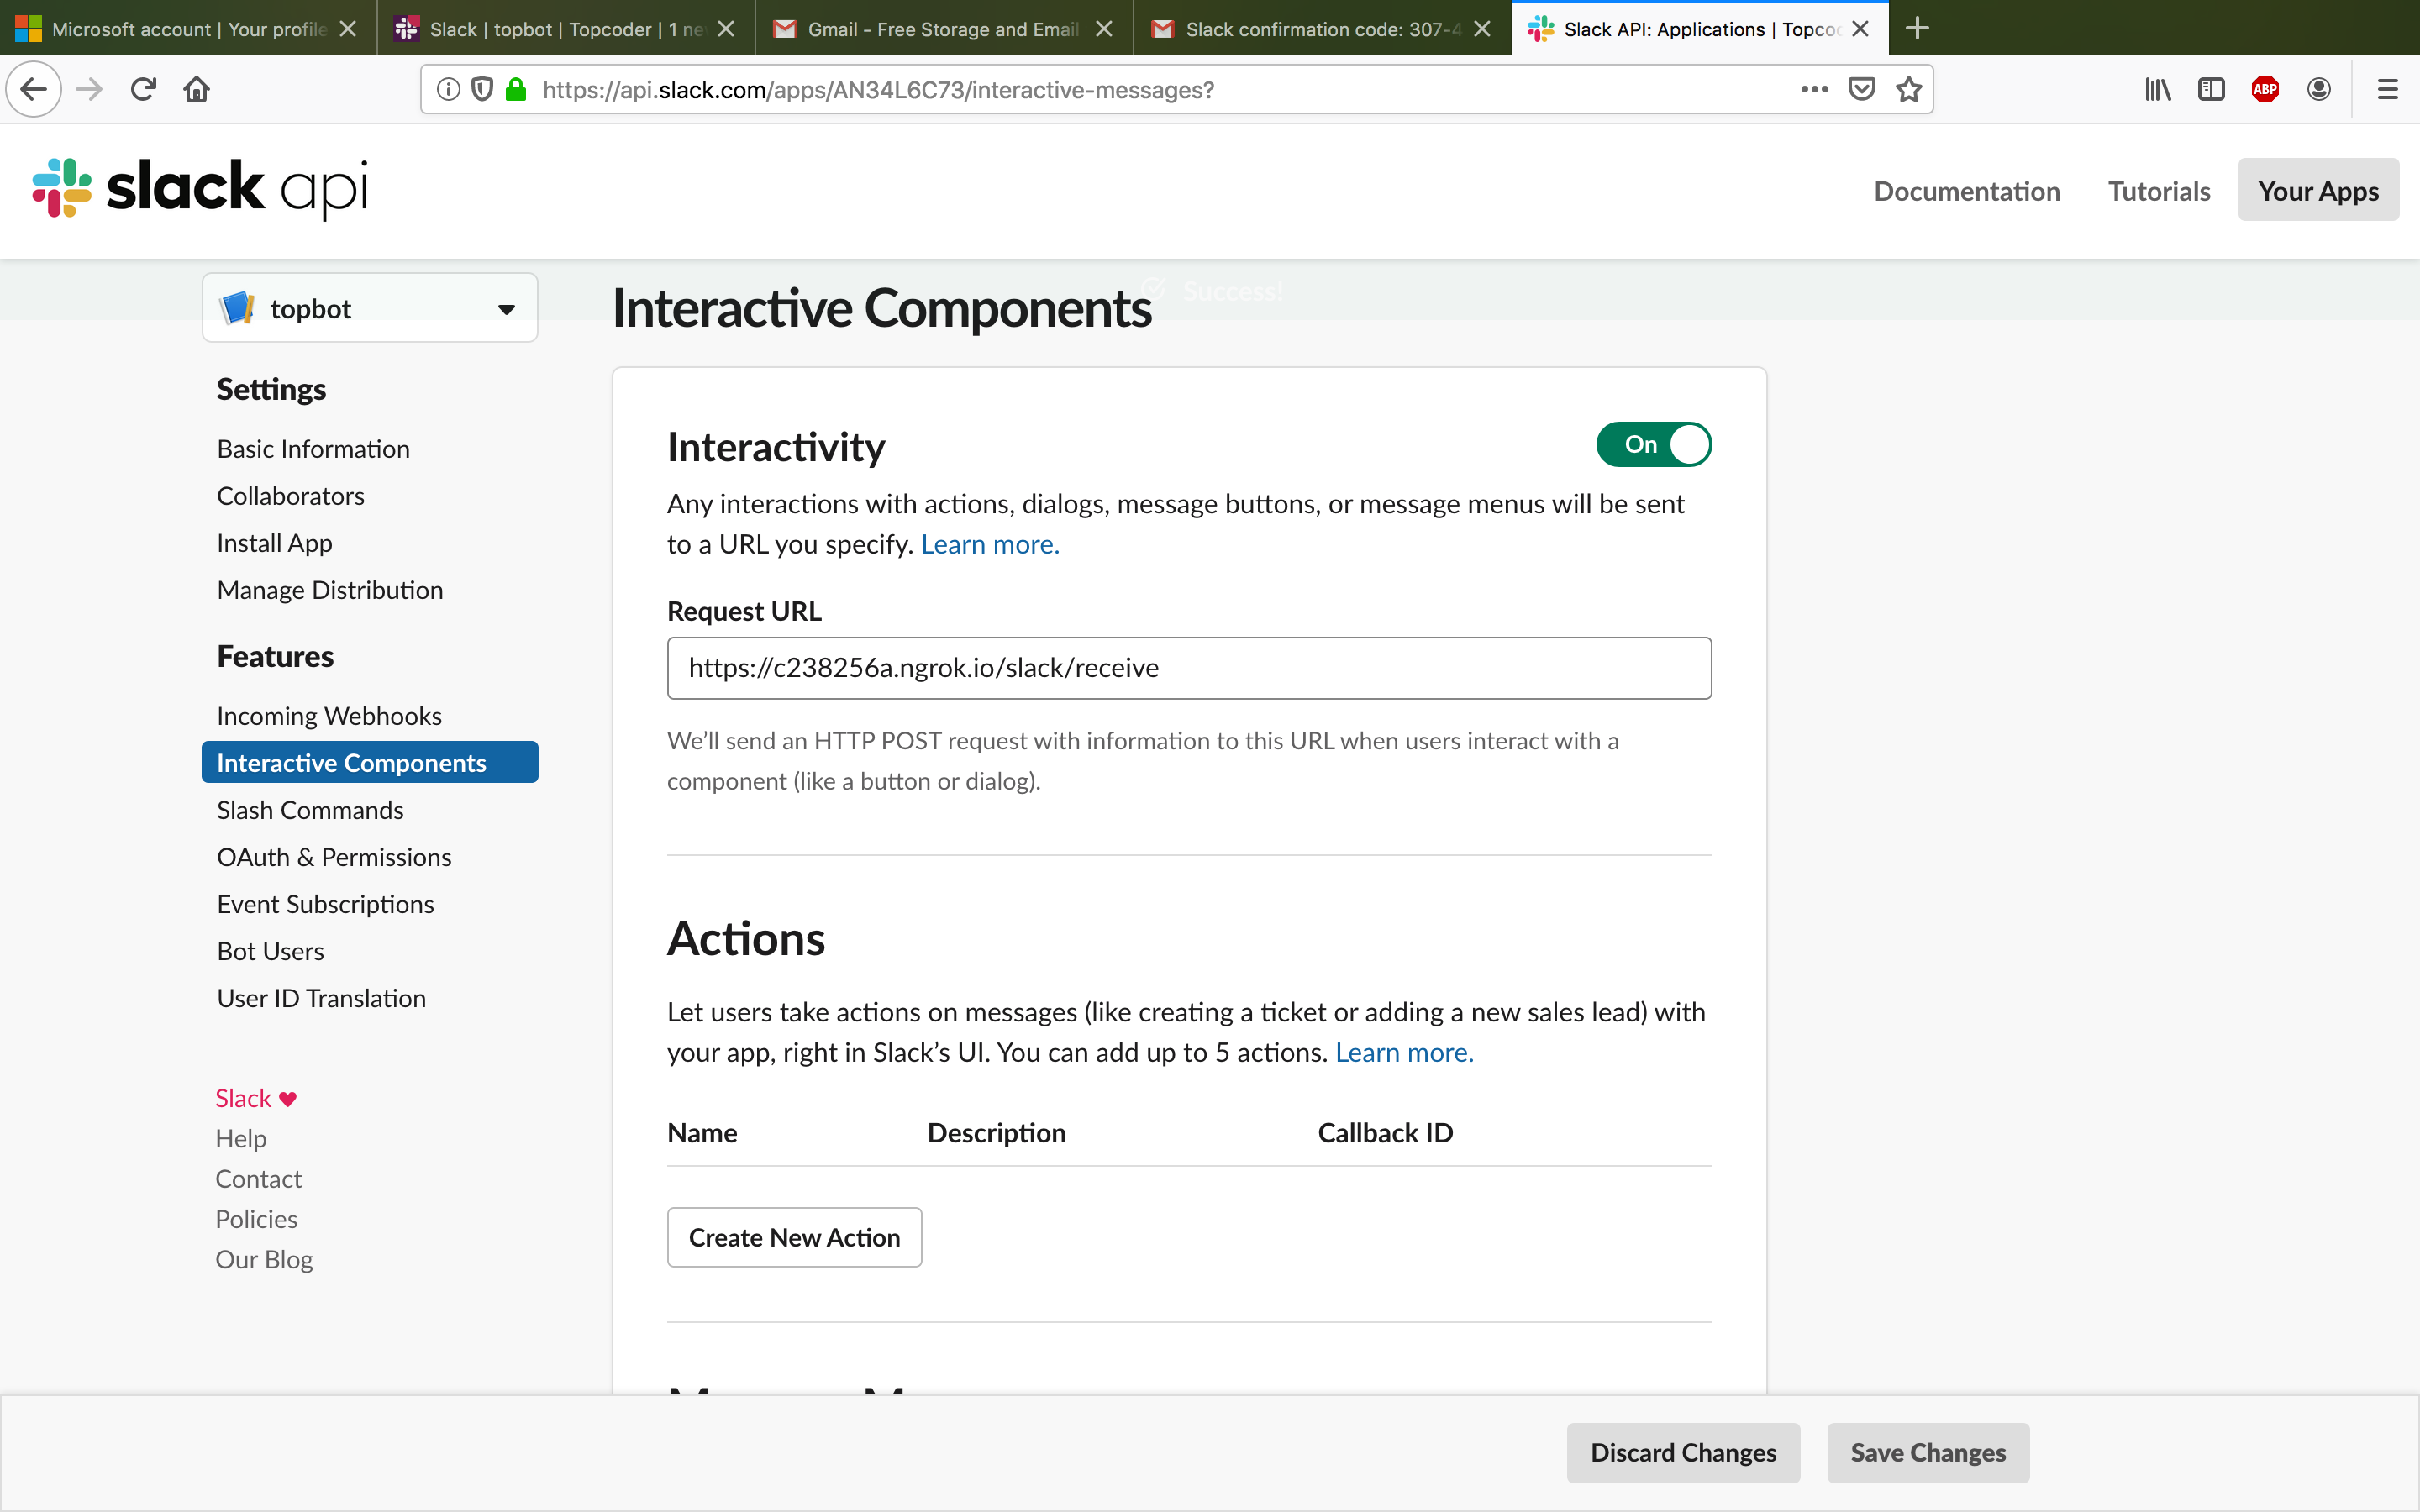 Microsoft account | Your profile
Slack | topbot | Topcoder | 1 ne
Gmail - Free Storage and Email
Slack confirmation code: 307-4
Slack API: Applications | Topco
https://api.slack.com/apps/AN34L6C73/interactive-messages?
ABP
slack api
Documentation
Tutorials
Your Apps
topbot
Interactive Components
Success!
Settings
Basic Information
Collaborators
Install App
Manage Distribution
Features
Incoming Webhooks
Interactive Components
Slash Commands
OAuth & Permissions
Event Subscriptions
Bot Users
User ID Translation
Slack ♥
Help
Contact
Policies
Our Blog
Interactivity
On
Any interactions with actions, dialogs, message buttons, or message menus will be sent
to a URL you specify. Learn more.
Request URL
https://c238256a.ngrok.io/slack/receive
We’ll send an HTTP POST request with information to this URL when users interact with a
component (like a button or dialog).
Actions
Let users take actions on messages (like creating a ticket or adding a new sales lead) with
your app, right in Slack’s UI. You can add up to 5 actions. Learn more.
Name
Description
Callback ID
Create New Action
Discard Changes
Save Changes